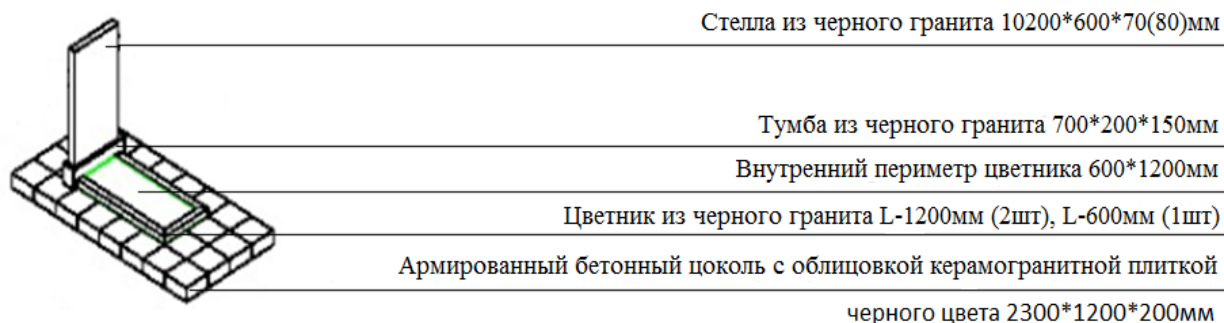 Стелла из черного гранита 10200*600*70(80)мм
Тумба из черного гранита 700*200*150мм
Внутренний периметр цветника 600*1200мм
Цветник из черного гранита L-1200мм (2шт), L-600мм (1шт)
Армированный бетонный цоколь с облицовкой керамогранитной плиткой
черного цвета 2300*1200*200мм